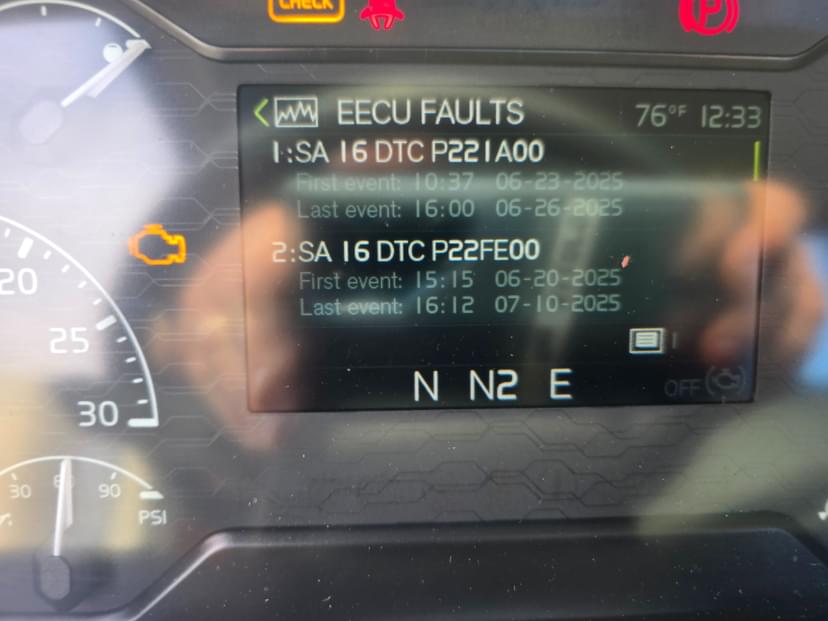 CHECK
P
EECU FAULTS 76°F 12:33
1:SA 16 DTC P221A00
First event: 10:37 06-23-2025
Last event: 16:00 06-26-2025
2:SA 16 DTC P22FE00
First event: 15:15 06-20-2025
Last event: 16:12 07-10-2025
1
N N2 E
OFF
20
25
30
30 90
PSI